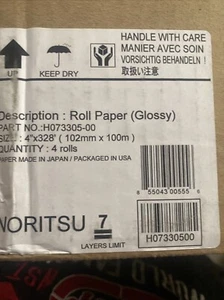 HANDLE WITH CARE
MANIER AVEC SOIN
VORSICHTIG BEHANDELN !
取扱い注意
KEEP DRY
Description : Roll Paper (Glossy)
PART NO.:H073305-00
SIZE : 4"x328' ( 102mm x 100m )
QUANTITY : 4 rolls
PAPER MADE IN JAPAN / PACKAGED IN USA
6 55043 00555 6
NORITSU
7
LAYERS LIMIT
H07330500